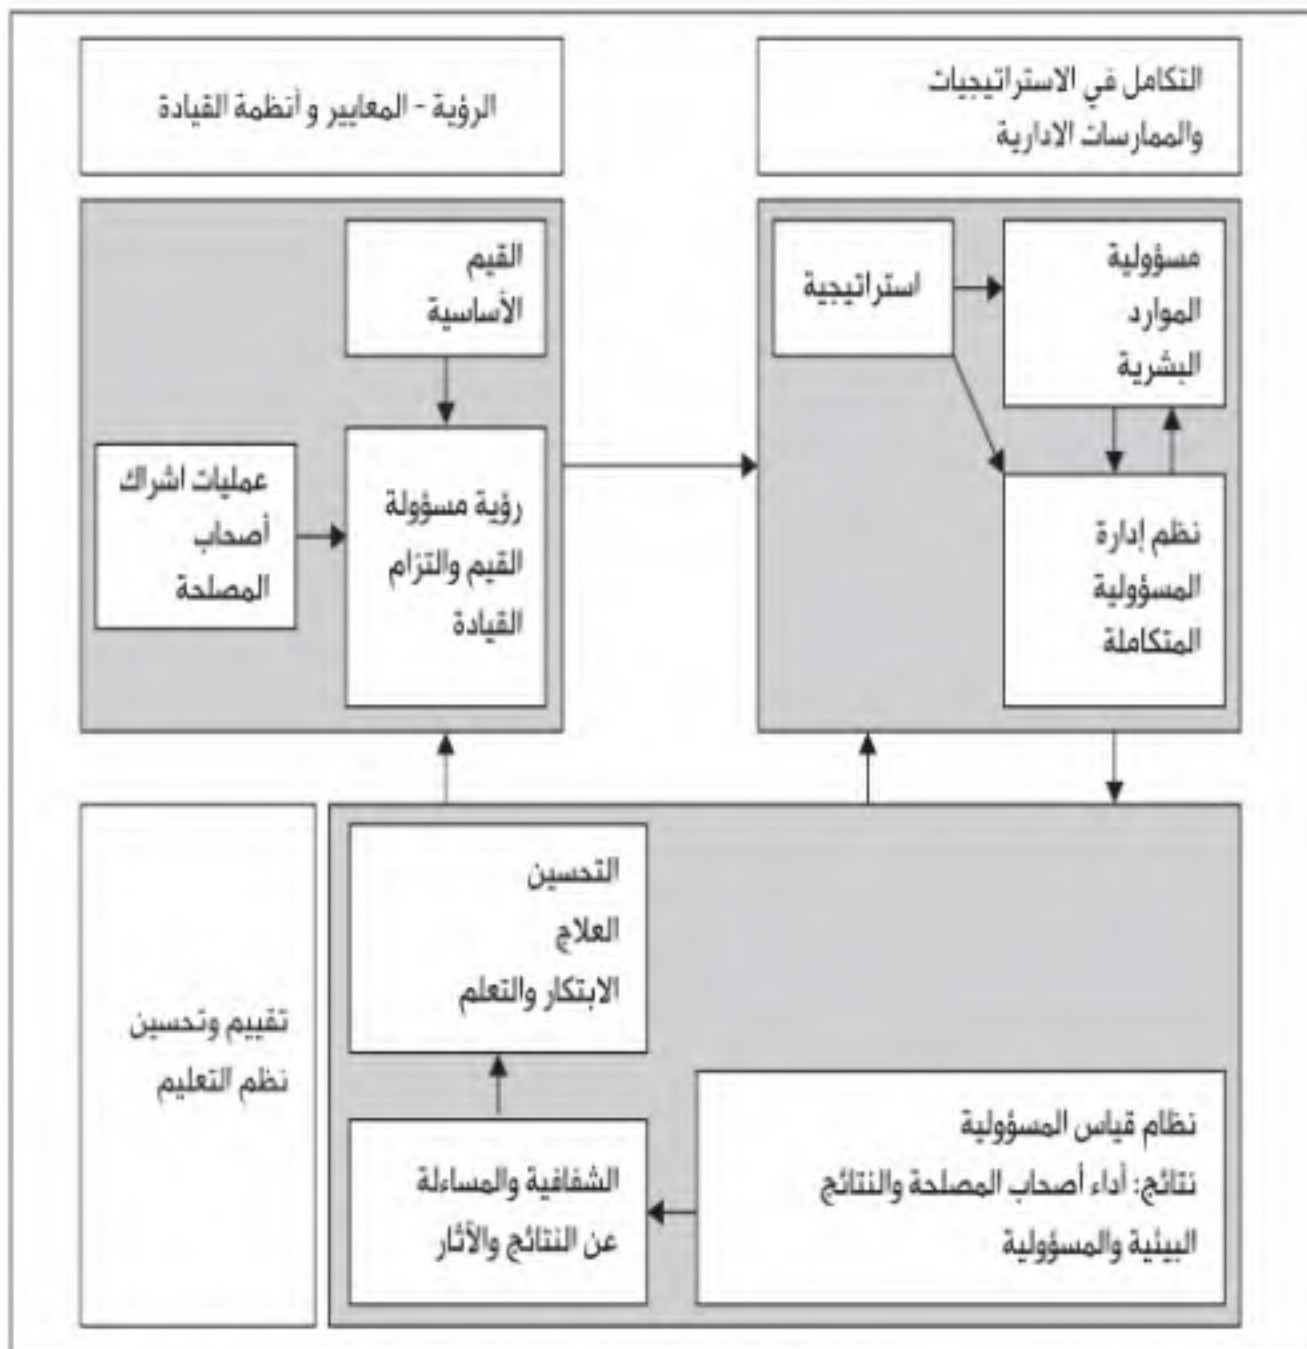 الرؤية - المعايير و أنظمة القيادة
التكامل في الاستراتيجيات
والممارسات الادارية
القيم
الأساسية
عمليات اشراك
أصحاب
المصلحة
رؤية مسؤولة
القيم والتزام
القيادة
استراتيجية
مسؤولية
الموارد
البشرية
نظم إدارة
المسؤولية
المتكاملة
تقييم وتحسين
نظم التعليم
التحسين
العلاج
الابتكار والتعلم
الشفافية والمساءلة
عن النتائج والآثار
نظام قياس المسؤولية
نتائج: أداء أصحاب المصلحة والنتائج
البيئية والمسؤولية